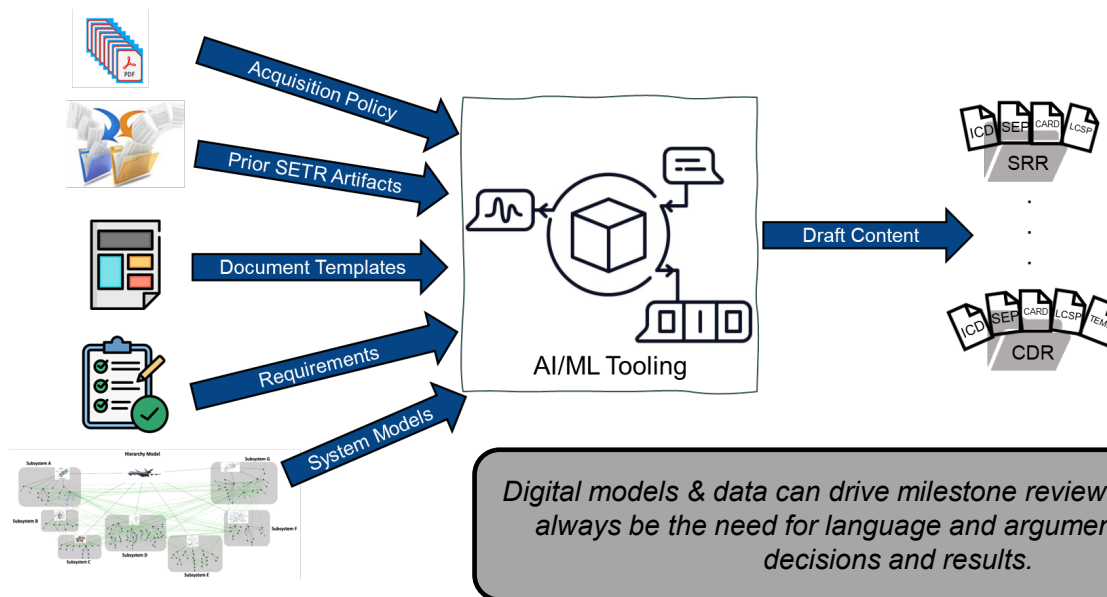 PDF
Acquisition Policy
Prior SETR Artifacts
Document Templates
Requirements
System Models
AI/ML Tooling
Draft Content
ICD
SEP
CARD
LCSP
SRR
ICD
SEP
CARD
LCSP
TEM
CDR
Hierarchy Model
Subsystem A
Subsystem G
Subsystem B
Subsystem F
Subsystem C
Subsystem D
Subsystem E
Digital models & data can drive milestone review
always be the need for language and argumen
decisions and results.